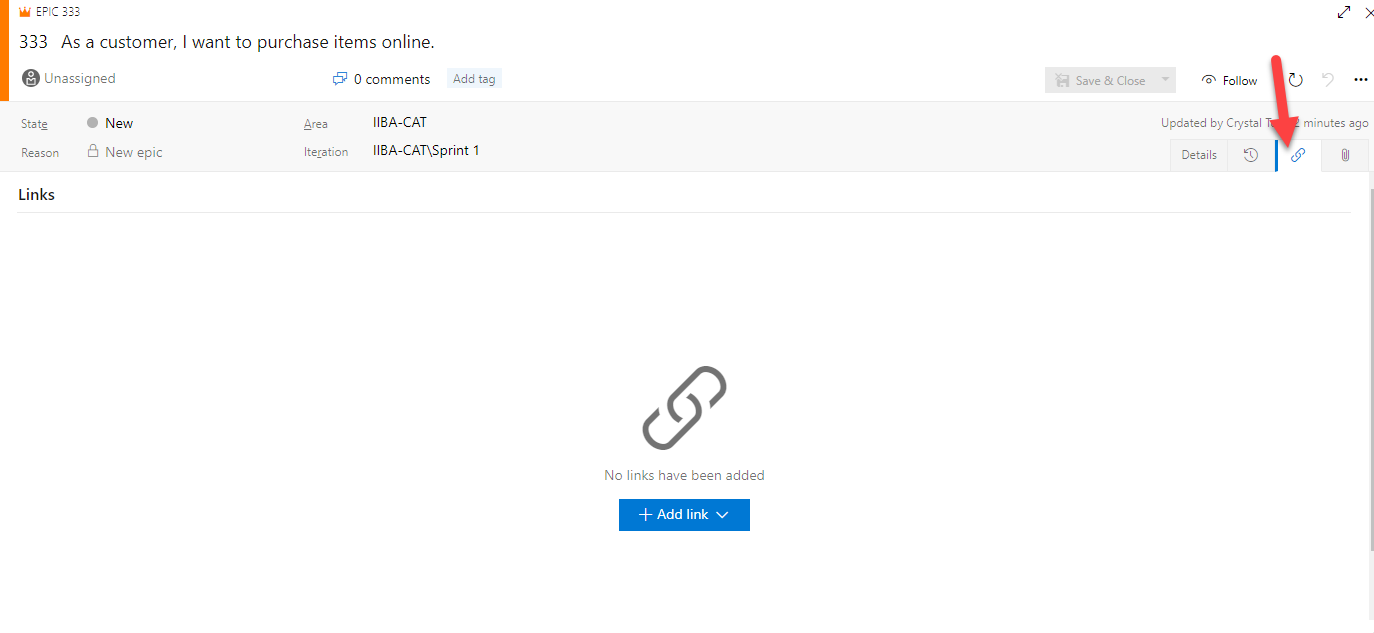 EPIC 333
333 As a customer, I want to purchase items online.
Unassigned
0 comments
Add tag
Save & Close
Follow
State
New
Area
IIBA-CAT
Updated by Crystal 2 minutes ago
Reason
New epic
Iteration
IIBA-CAT\Sprint 1
Details
Links
No links have been added
Add link